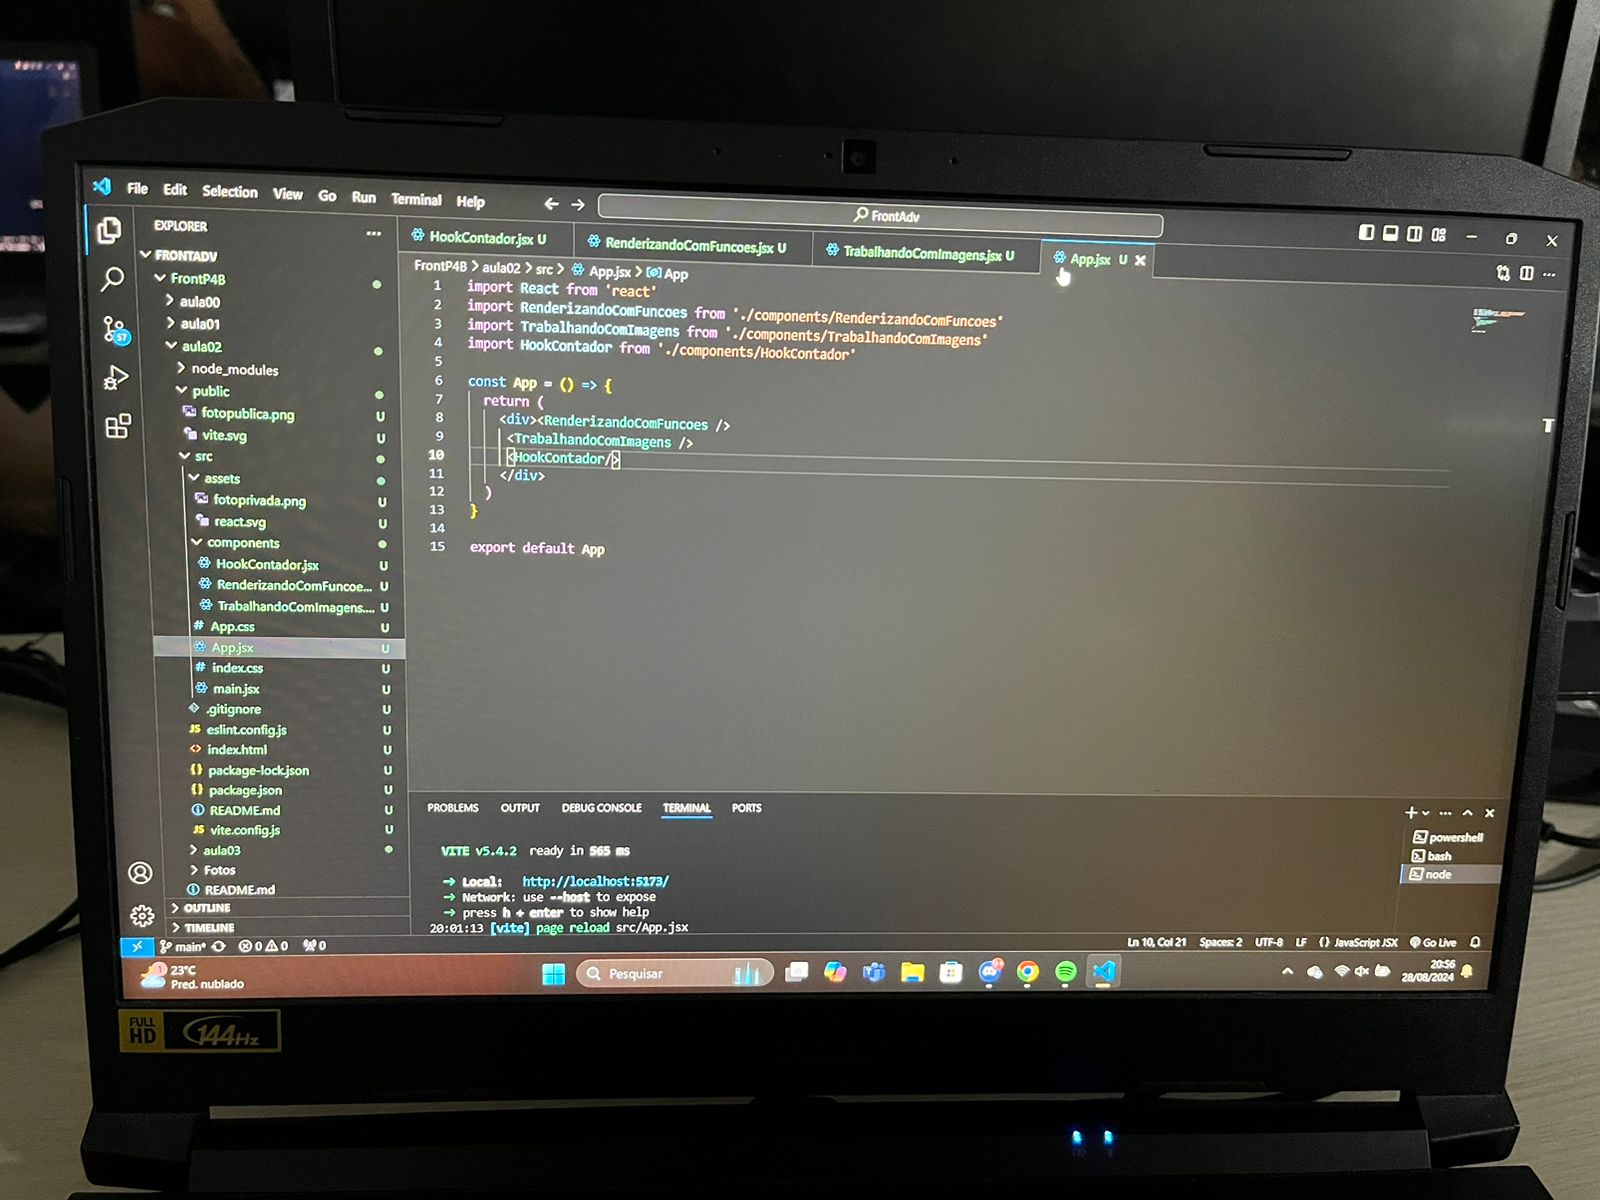 File Edit Selection View Go Run Terminal Help
FrontAdv
EXPLORER
FRONTADV
FrontP4B
aula00
aula01
aula02
node_modules
public
fotopublica.png U
vite.svg U
src
assets
fotoprivada.png U
react.svg U
components
HookContador.jsx U
RenderizandoComFuncoe... U
TrabalhandoComImagens.... U
# App.css U
App.jsx U
# index.css U
main.jsx U
.gitignore U
JS eslint.config.js U
<> index.html U
{} package-lock.json U
{} package.json U
README.md U
JS vite.config.js U
aula03
Fotos
README.md
OUTLINE
TIMELINE
57
HookContador.jsx U RenderizandoComFuncoes.jsx U TrabalhandoComImagens.jsx U App.jsx U
FrontP4B > aula02 > src > App.jsx > App
1 import React from 'react'
2 import RenderizandoComFuncoes from './components/RenderizandoComFuncoes'
3 import TrabalhandoComImagens from './components/TrabalhandoComImagens'
4 import HookContador from './components/HookContador'
5
6 const App = () => {
7 return (
8 <div><RenderizandoComFuncoes />
9 <TrabalhandoComImagens />
10 <HookContador/>
11 </div>
12 )
13 }
14
15 export default App
PROBLEMS OUTPUT DEBUG CONSOLE TERMINAL PORTS
VITE v5.4.2 ready in 565 ms
➜ Local: http://localhost:5173/
➜ Network: use --host to expose
➜ press h + enter to show help
20:01:13 [vite] page reload src/App.jsx
powershell
bash
node
main* 0 0 0 Ln 10, Col 21 Spaces: 2 UTF-8 LF {} JavaScript JSX Go Live
23°C
Pred. nublado
Pesquisar
20:56
28/08/2024
FULL
HD
144Hz